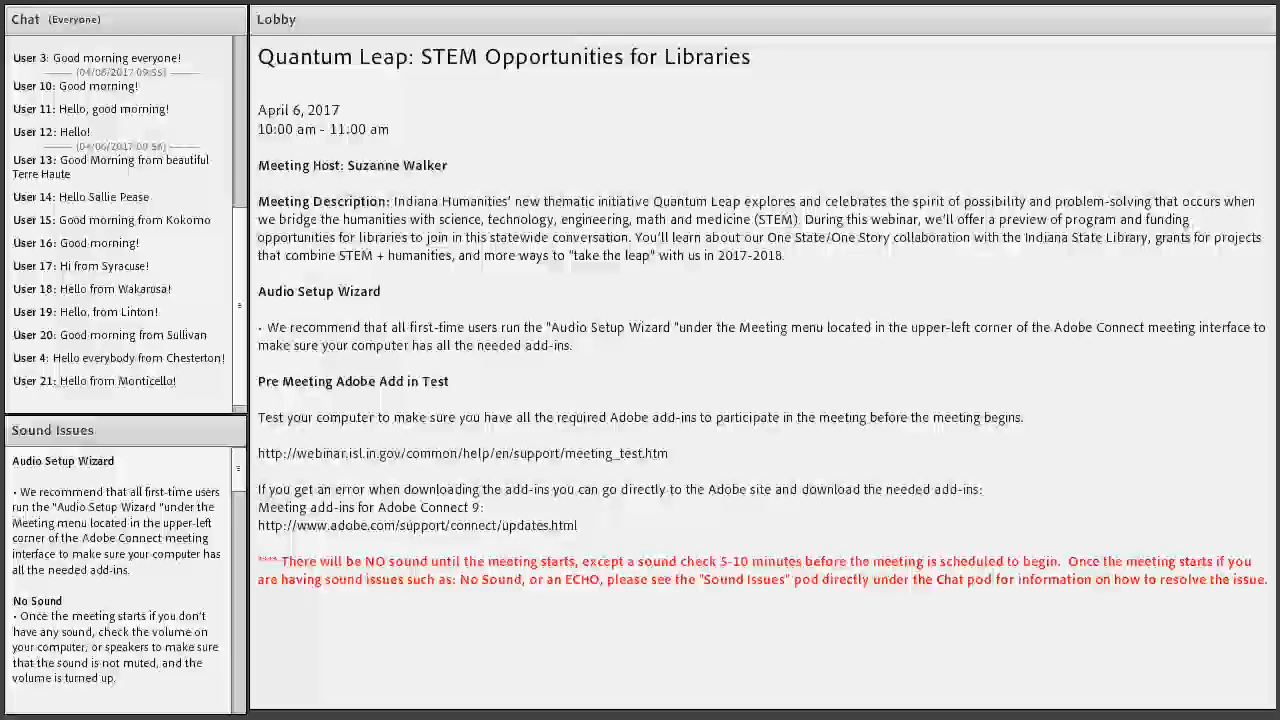 Chat (Everyone)
User 3: Good morning everyone!
(04/06/2017 09:55)
User 10: Good morning!
User 11: Hello, good morning!
User 12: Hello!
(04/06/2017 09:56)
User 13: Good Morning from beautiful
Terre Haute
User 14: Hello Sallie Pease
User 15: Good morning from Kokomo
User 16: Good morning!
User 17: Hi from Syracuse!
User 18: Hello from Wakarusa!
User 19: Hello, from Linton!
User 20: Good morning from Sullivan
User 4: Hello everybody from Chesterton!
User 21: Hello from Monticello!
Sound Issues
Audio Setup Wizard
• We recommend that all first-time users
run the "Audio Setup Wizard "under the
Meeting menu located in the upper-left
corner of the Adobe Connect meeting
interface to make sure your computer has
all the needed add-ins.
No Sound
• Once the meeting starts if you don't
have any sound, check the volume on
your computer, or speakers to make sure
that the sound is not muted, and the
volume is turned up.
Lobby
Quantum Leap: STEM Opportunities for Libraries
April 6, 2017
10:00 am - 11:00 am
Meeting Host: Suzanne Walker
Meeting Description: Indiana Humanities' new thematic initiative Quantum Leap explores and celebrates the spirit of possibility and problem-solving that occurs when
we bridge the humanities with science, technology, engineering, math and medicine (STEM). During this webinar, we'll offer a preview of program and funding
opportunities for libraries to join in this statewide conversation. You'll learn about our One State/One Story collaboration with the Indiana State Library, grants for projects
that combine STEM + humanities, and more ways to "take the leap" with us in 2017-2018.
Audio Setup Wizard
• We recommend that all first-time users run the "Audio Setup Wizard "under the Meeting menu located in the upper-left corner of the Adobe Connect meeting interface to
make sure your computer has all the needed add-ins.
Pre Meeting Adobe Add in Test
Test your computer to make sure you have all the required Adobe add-ins to participate in the meeting before the meeting begins.
http://webinar.isl.in.gov/common/help/en/support/meeting_test.htm
If you get an error when downloading the add-ins you can go directly to the Adobe site and download the needed add-ins:
Meeting add-ins for Adobe Connect 9:
http://www.adobe.com/support/connect/updates.html
**** There will be NO sound until the meeting starts, except a sound check 5-10 minutes before the meeting is scheduled to begin.  Once the meeting starts if you
are having sound issues such as: No Sound, or an ECHO, please see the "Sound Issues" pod directly under the Chat pod for information on how to resolve the issue.